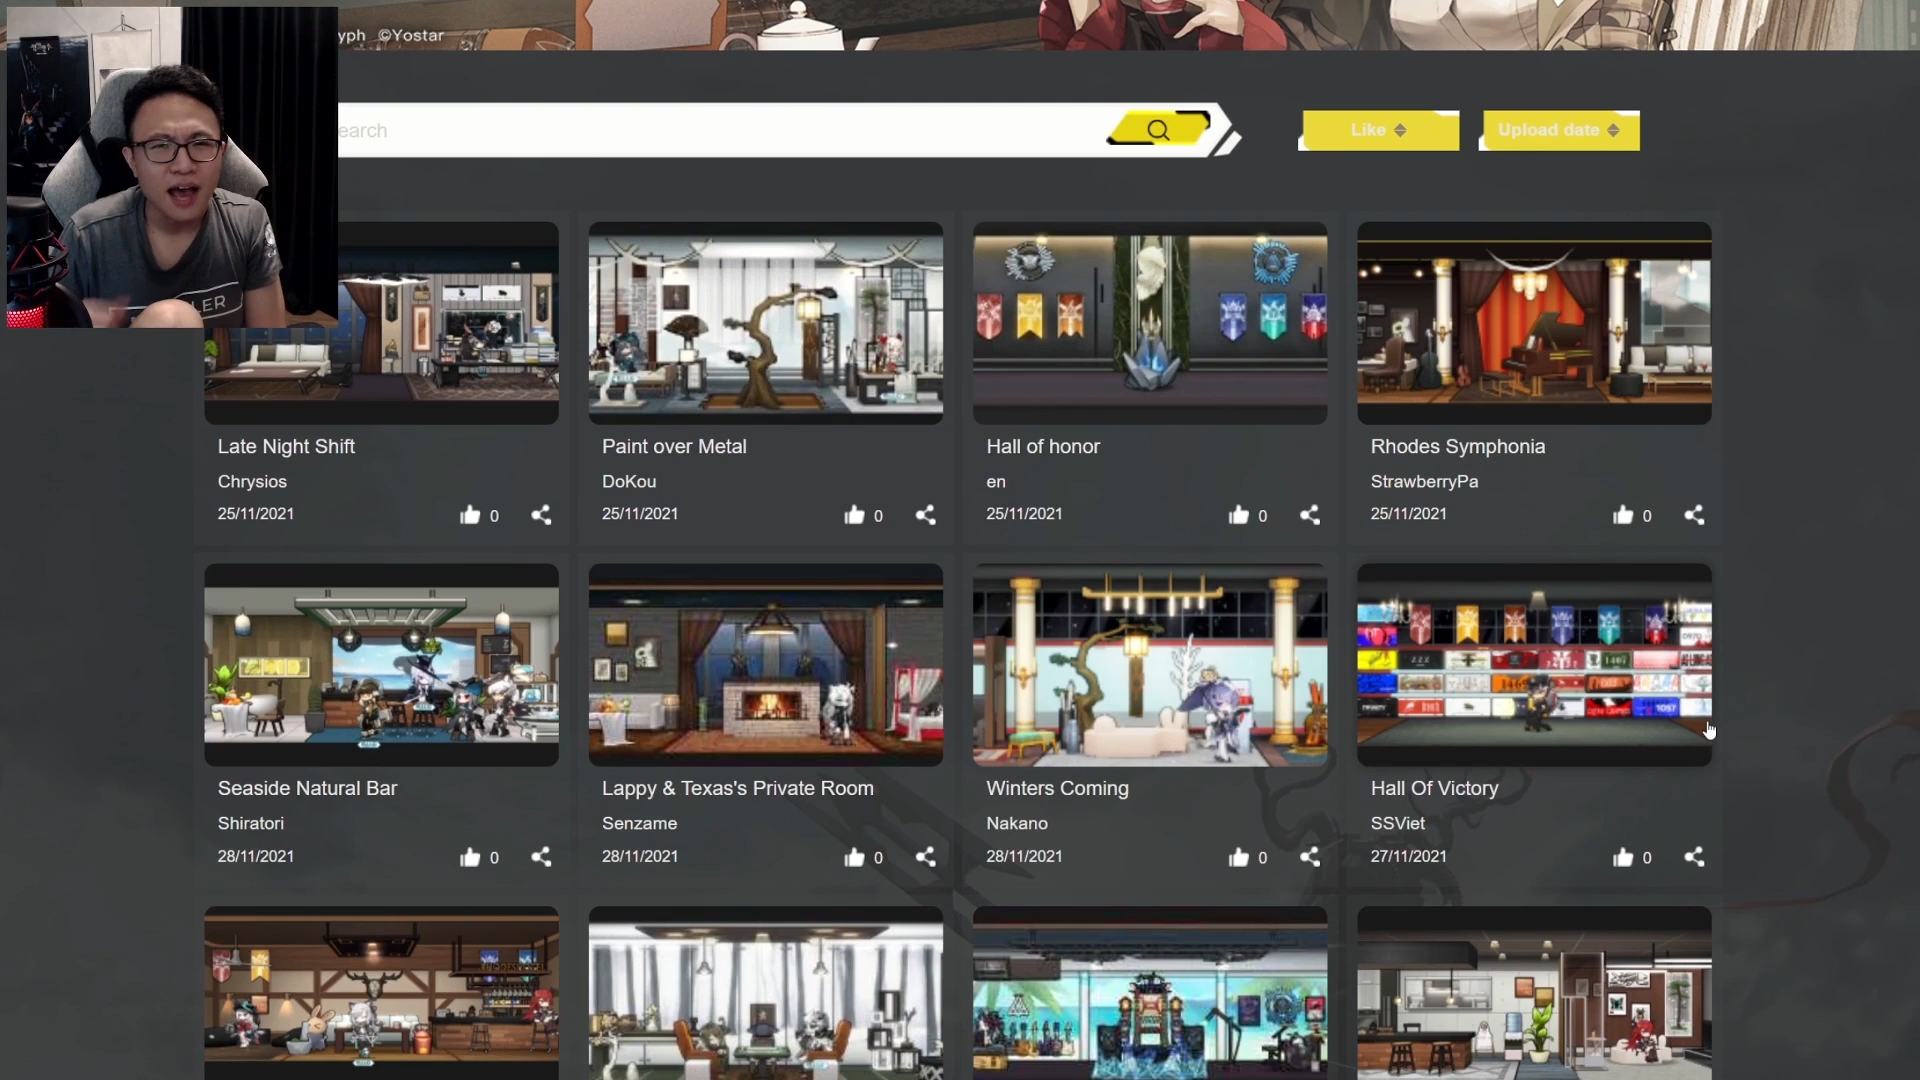 yph ©Yostar
earch
Like
Upload date
LER
Late Night Shift
Chrysios
25/11/2021
0
Paint over Metal
DoKou
25/11/2021
0
Hall of honor
en
25/11/2021
0
Rhodes Symphonia
StrawberryPa
25/11/2021
0
Seaside Natural Bar
Shiratori
28/11/2021
0
Lappy & Texas's Private Room
Senzame
28/11/2021
0
Winters Coming
Nakano
28/11/2021
0
Hall Of Victory
SSViet
27/11/2021
0